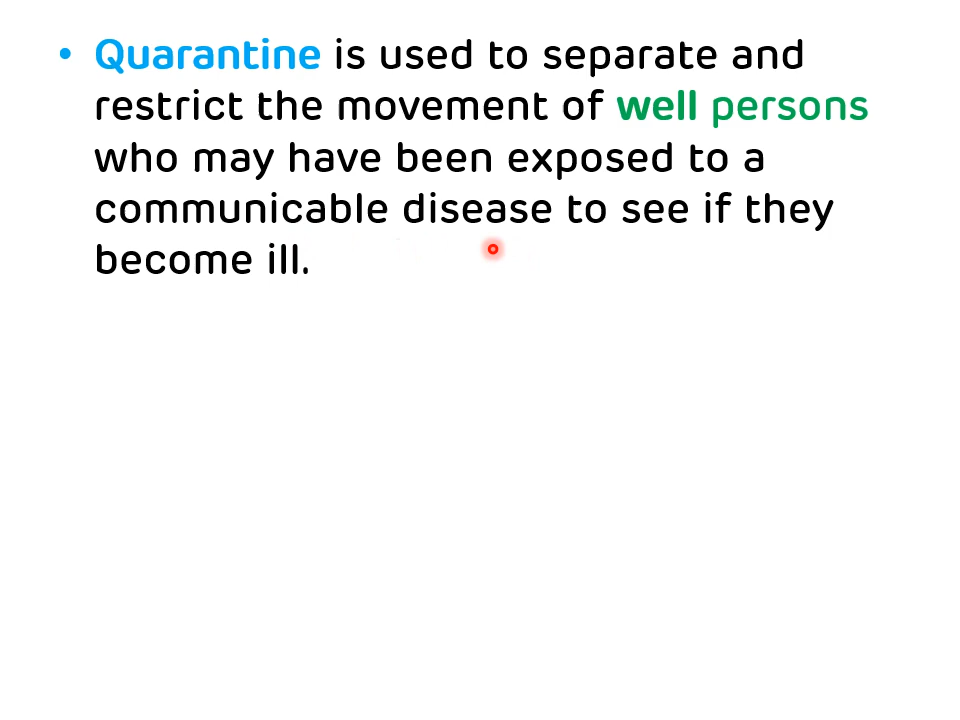 • Quarantine is used to separate and
restrict the movement of well persons
who may have been exposed to a
communicable disease to see if they
become ill.